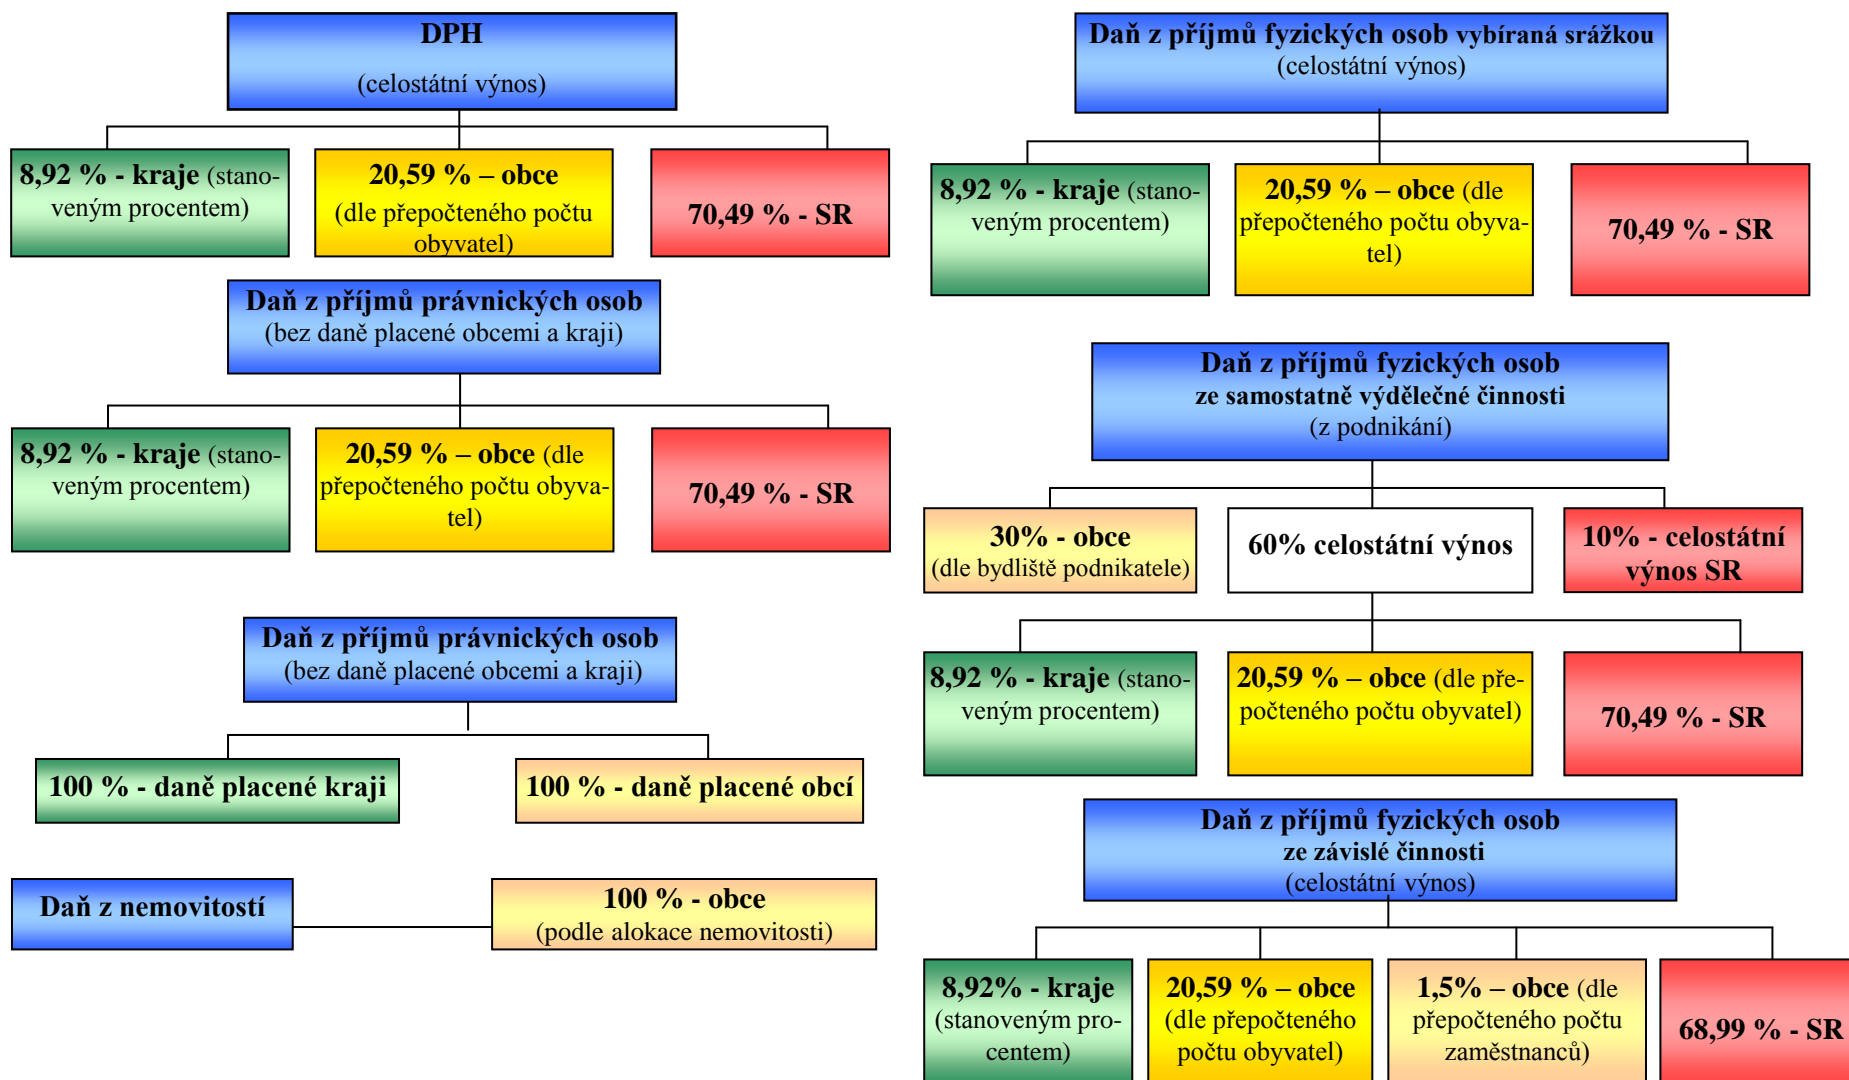 DPH
(celostátní výnos)
8,92 % - kraje (stano-
veným procentem)
20,59 % – obce
(dle přepočteného počtu
obyvatel)
70,49 % - SR
Daň z příjmů právnických osob
(bez daně placené obcemi a kraji)
8,92 % - kraje (stano-
veným procentem)
20,59 % – obce (dle
přepočteného počtu obyva-
tel)
70,49 % - SR
Daň z příjmů právnických osob
(bez daně placené obcemi a kraji)
100 % - daně placené kraji
100 % - daně placené obcí
Daň z nemovitostí
100 % - obce
(podle alokace nemovitosti)
Daň z příjmů fyzických osob vybíraná srážkou
(celostátní výnos)
8,92 % - kraje (stano-
veným procentem)
20,59 % – obce (dle
přepočteného počtu obyva-
tel)
70,49 % - SR
Daň z příjmů fyzických osob
ze samostatně výdělečné činnosti
(z podnikání)
30% - obce
(dle bydliště podnikatele)
60% celostátní výnos
10% - celostátní
výnos SR
8,92 % - kraje (stano-
veným procentem)
20,59 % – obce (dle pře-
počteného počtu obyvatel)
70,49 % - SR
Daň z příjmů fyzických osob
ze závislé činnosti
(celostátní výnos)
8,92% - kraje
(stanoveným pro-
centem)
20,59 % – obce
(dle přepočteného
počtu obyvatel)
1,5% – obce (dle
přepočteného počtu
zaměstnanců)
68,99 % - SR